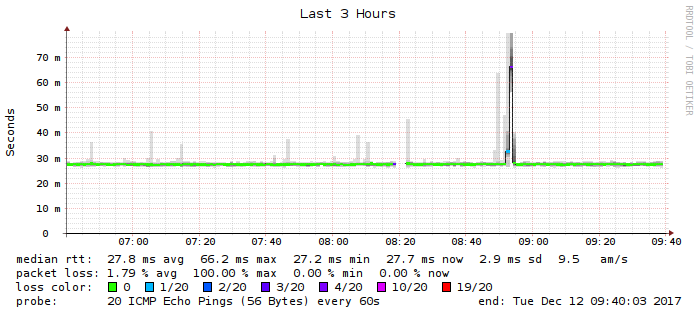 Last 3 Hours
RRDTOOL / TOBI OETIKER
Seconds
70 m
60 m
50 m
40 m
30 m
20 m
10 m
0
07:00 07:20 07:40 08:00 08:20 08:40 09:00 09:20 09:40
median rtt: 27.8 ms avg 66.2 ms max 27.2 ms min 27.7 ms now 2.9 ms sd 9.5 am/s
packet loss: 1.79 % avg 100.00 % max 0.00 % min 0.00 % now
loss color: 0 1/20 2/20 3/20 4/20 10/20 19/20
probe: 20 ICMP Echo Pings (56 Bytes) every 60s end: Tue Dec 12 09:40:03 2017